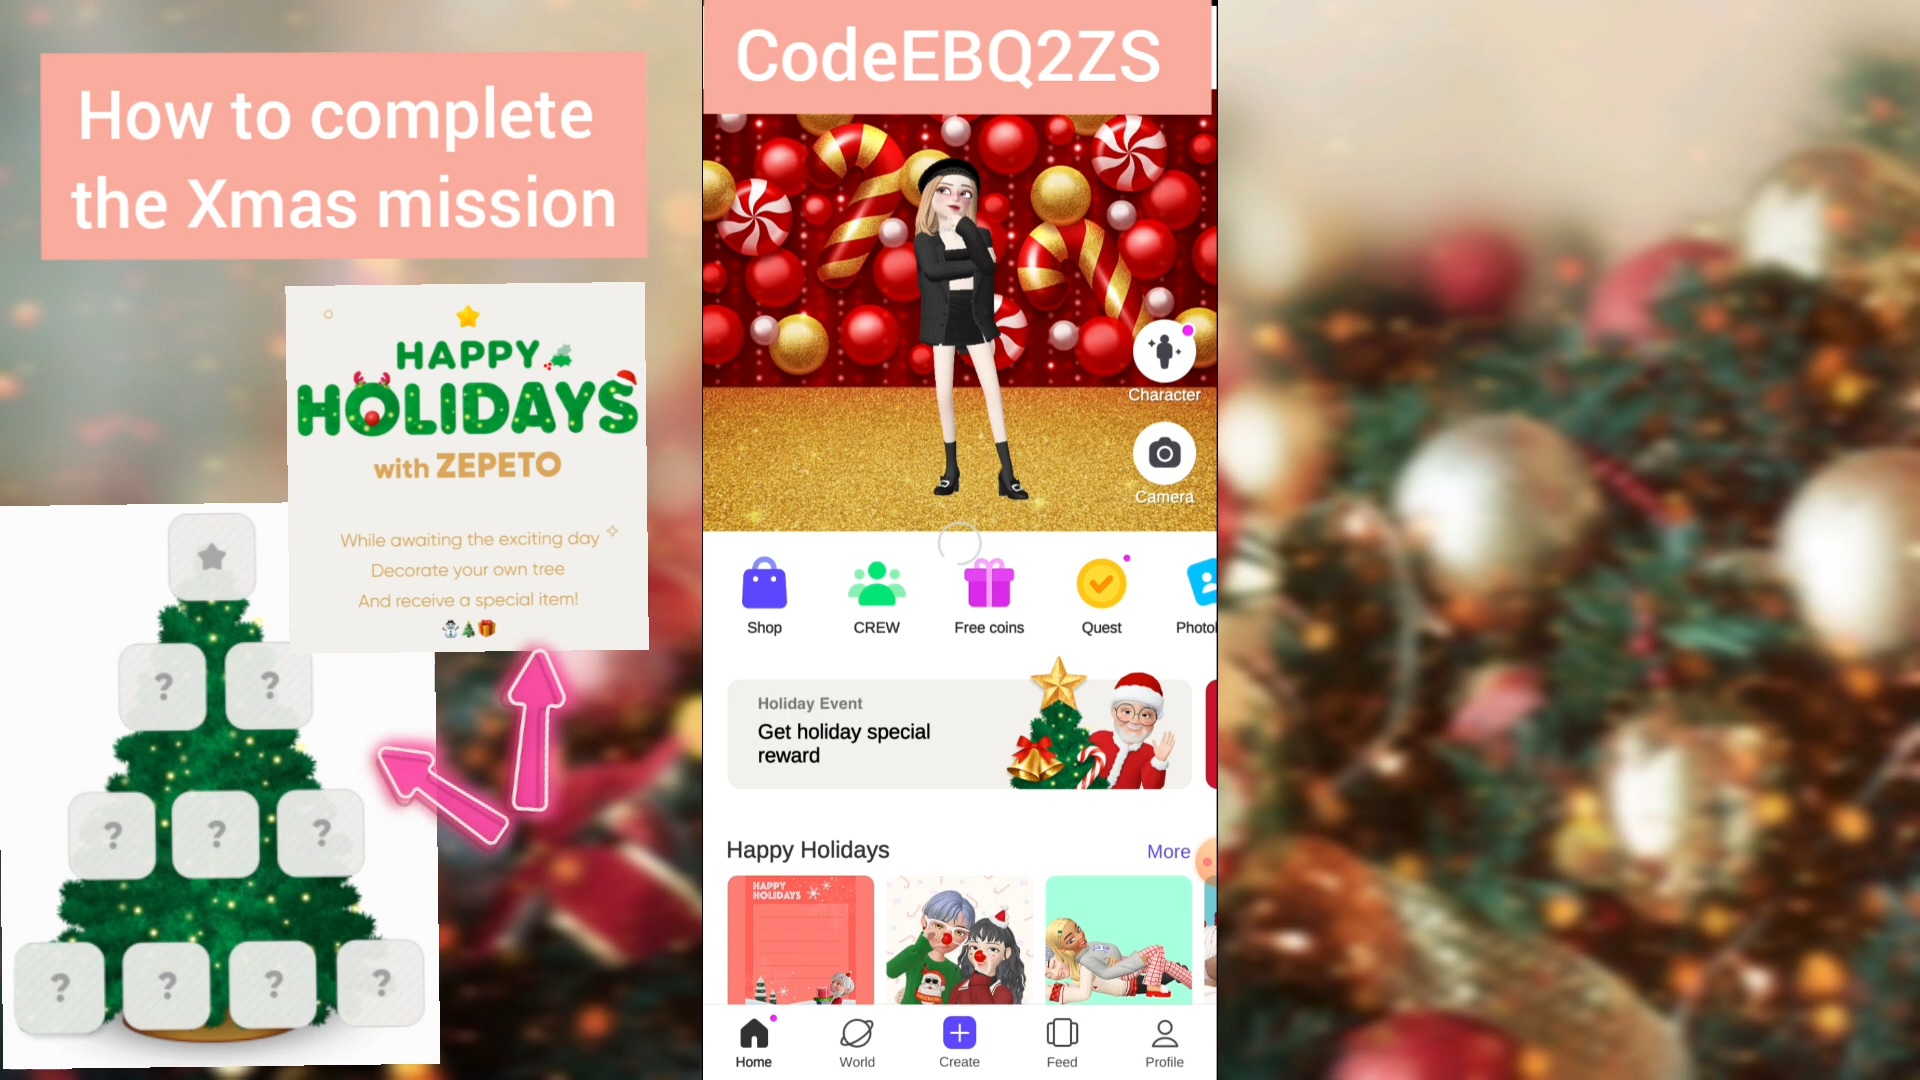 How to complete
the Xmas mission
HAPPY
HOLIDAYS
with ZEPETO
While awaiting the exciting day
Decorate your own tree
And receive a special item!
?
?
?
?
?
?
?
?
?
CodeEBQ2ZS
Character
Camera
Shop
CREW
Free coins
Quest
Photob
Holiday Event
Get holiday special
reward
Happy Holidays
More
HAPPY
HOLIDAYS
Home
World
Create
Feed
Profile